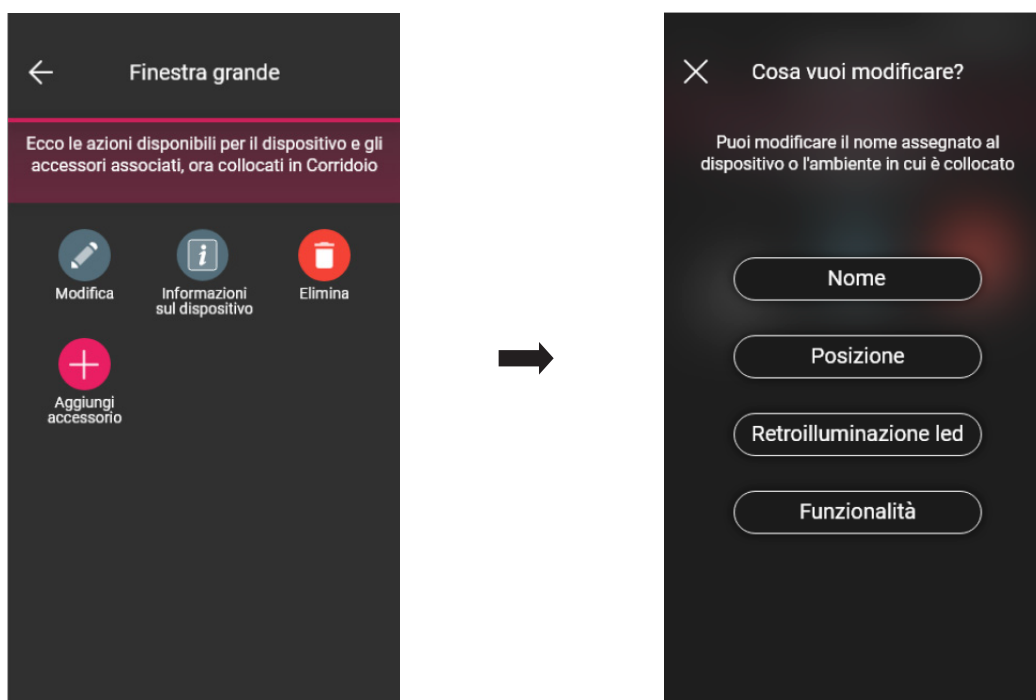 Finestra grande
Ecco le azioni disponibili per il dispositivo e gli
accessori associati, ora collocati in Corridoio
Modifica
Informazioni
sul dispositivo
Elimina
Aggiungi
accessorio
Cosa vuoi modificare?
Puoi modificare il nome assegnato al
dispositivo o l'ambiente in cui è collocato
Nome
Posizione
Retroilluminazione led
Funzionalità